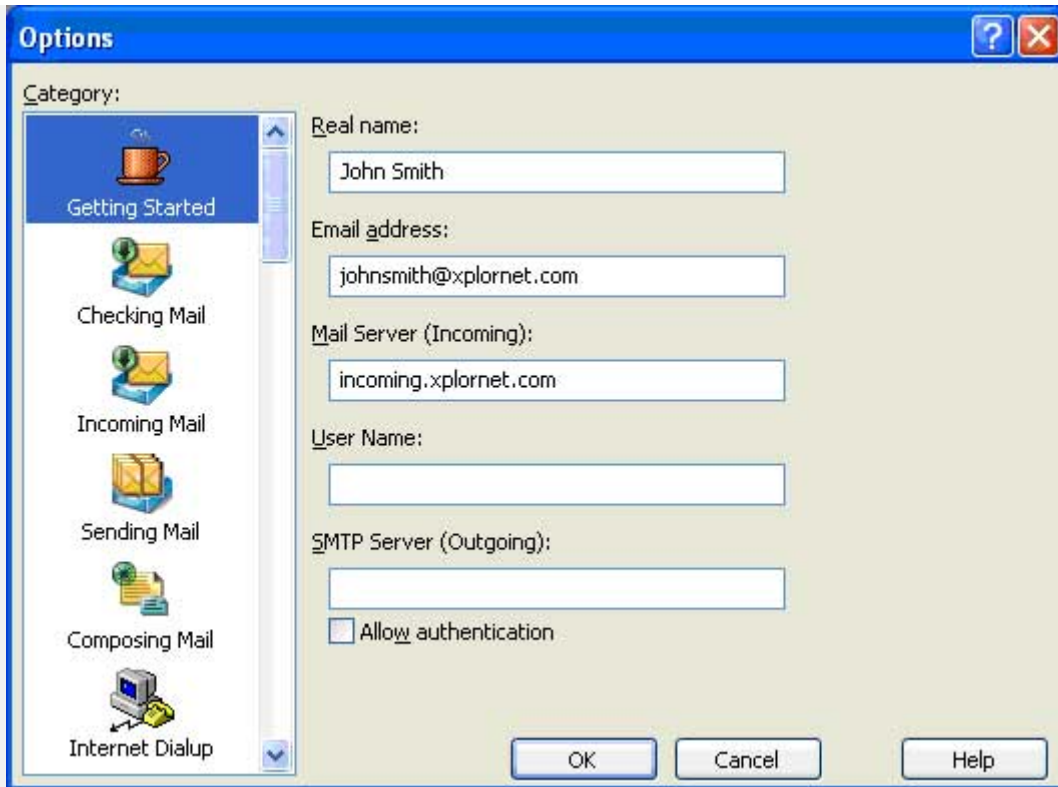 Options
Category:
Getting Started
Checking Mail
Incoming Mail
Sending Mail
Composing Mail
Internet Dialup
Real name:
John Smith
Email address:
johnsmith@xplornet.com
Mail Server (Incoming):
incoming.xplornet.com
User Name:
SMTP Server (Outgoing):
Allow authentication
OK
Cancel
Help